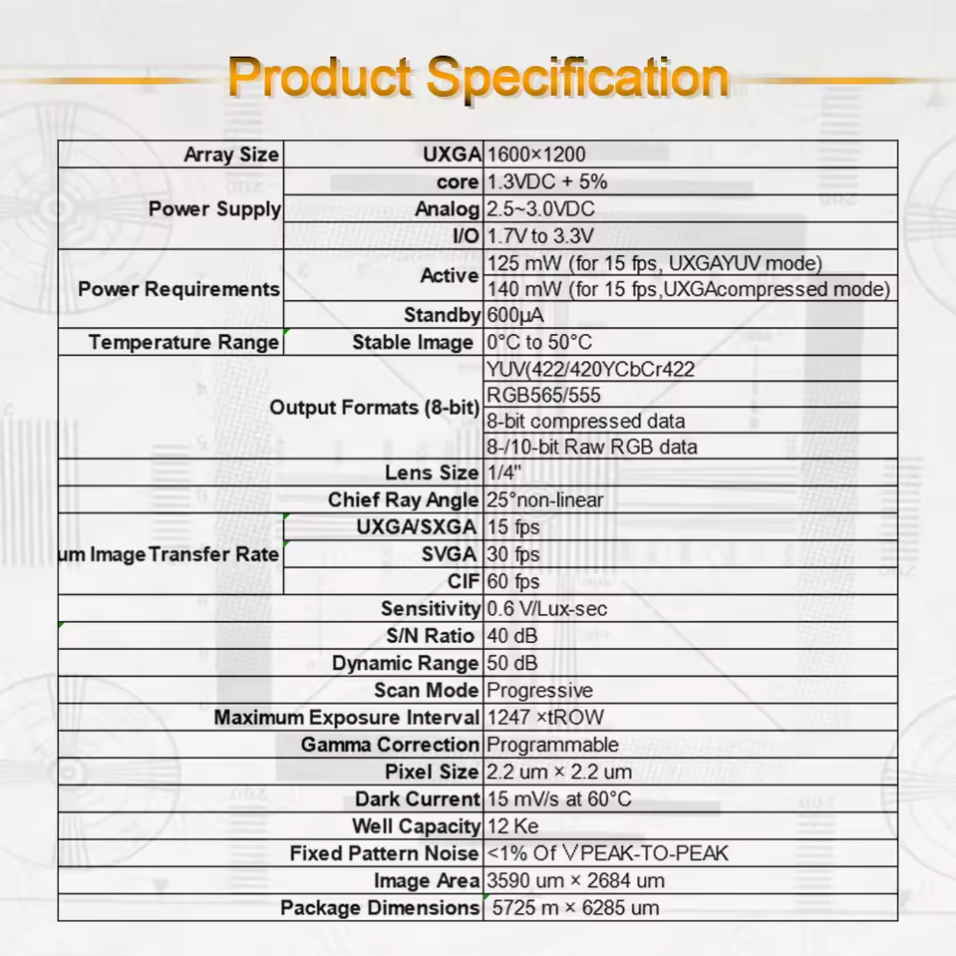 Product Specification
Array Size UXGA 1600×1200
Power Supply core 1.3VDC + 5%
Analog 2.5~3.0VDC
I/O 1.7V to 3.3V
Power Requirements Active 125 mW (for 15 fps, UXGAYUV mode)
140 mW (for 15 fps,UXGAcompressed mode)
Standby 600µA
Temperature Range Stable Image 0°C to 50°C
Output Formats (8-bit) YUV(422/420YCbCr422
RGB565/555
8-bit compressed data
8-/10-bit Raw RGB data
Lens Size 1/4"
Chief Ray Angle 25°non-linear
um Image Transfer Rate UXGA/SXGA 15 fps
SVGA 30 fps
CIF 60 fps
Sensitivity 0.6 V/Lux-sec
S/N Ratio 40 dB
Dynamic Range 50 dB
Scan Mode Progressive
Maximum Exposure Interval 1247 ×tROW
Gamma Correction Programmable
Pixel Size 2.2 um × 2.2 um
Dark Current 15 mV/s at 60°C
Well Capacity 12 Ke
Fixed Pattern Noise <1% Of VPEAK-TO-PEAK
Image Area 3590 um × 2684 um
Package Dimensions 5725 m × 6285 um